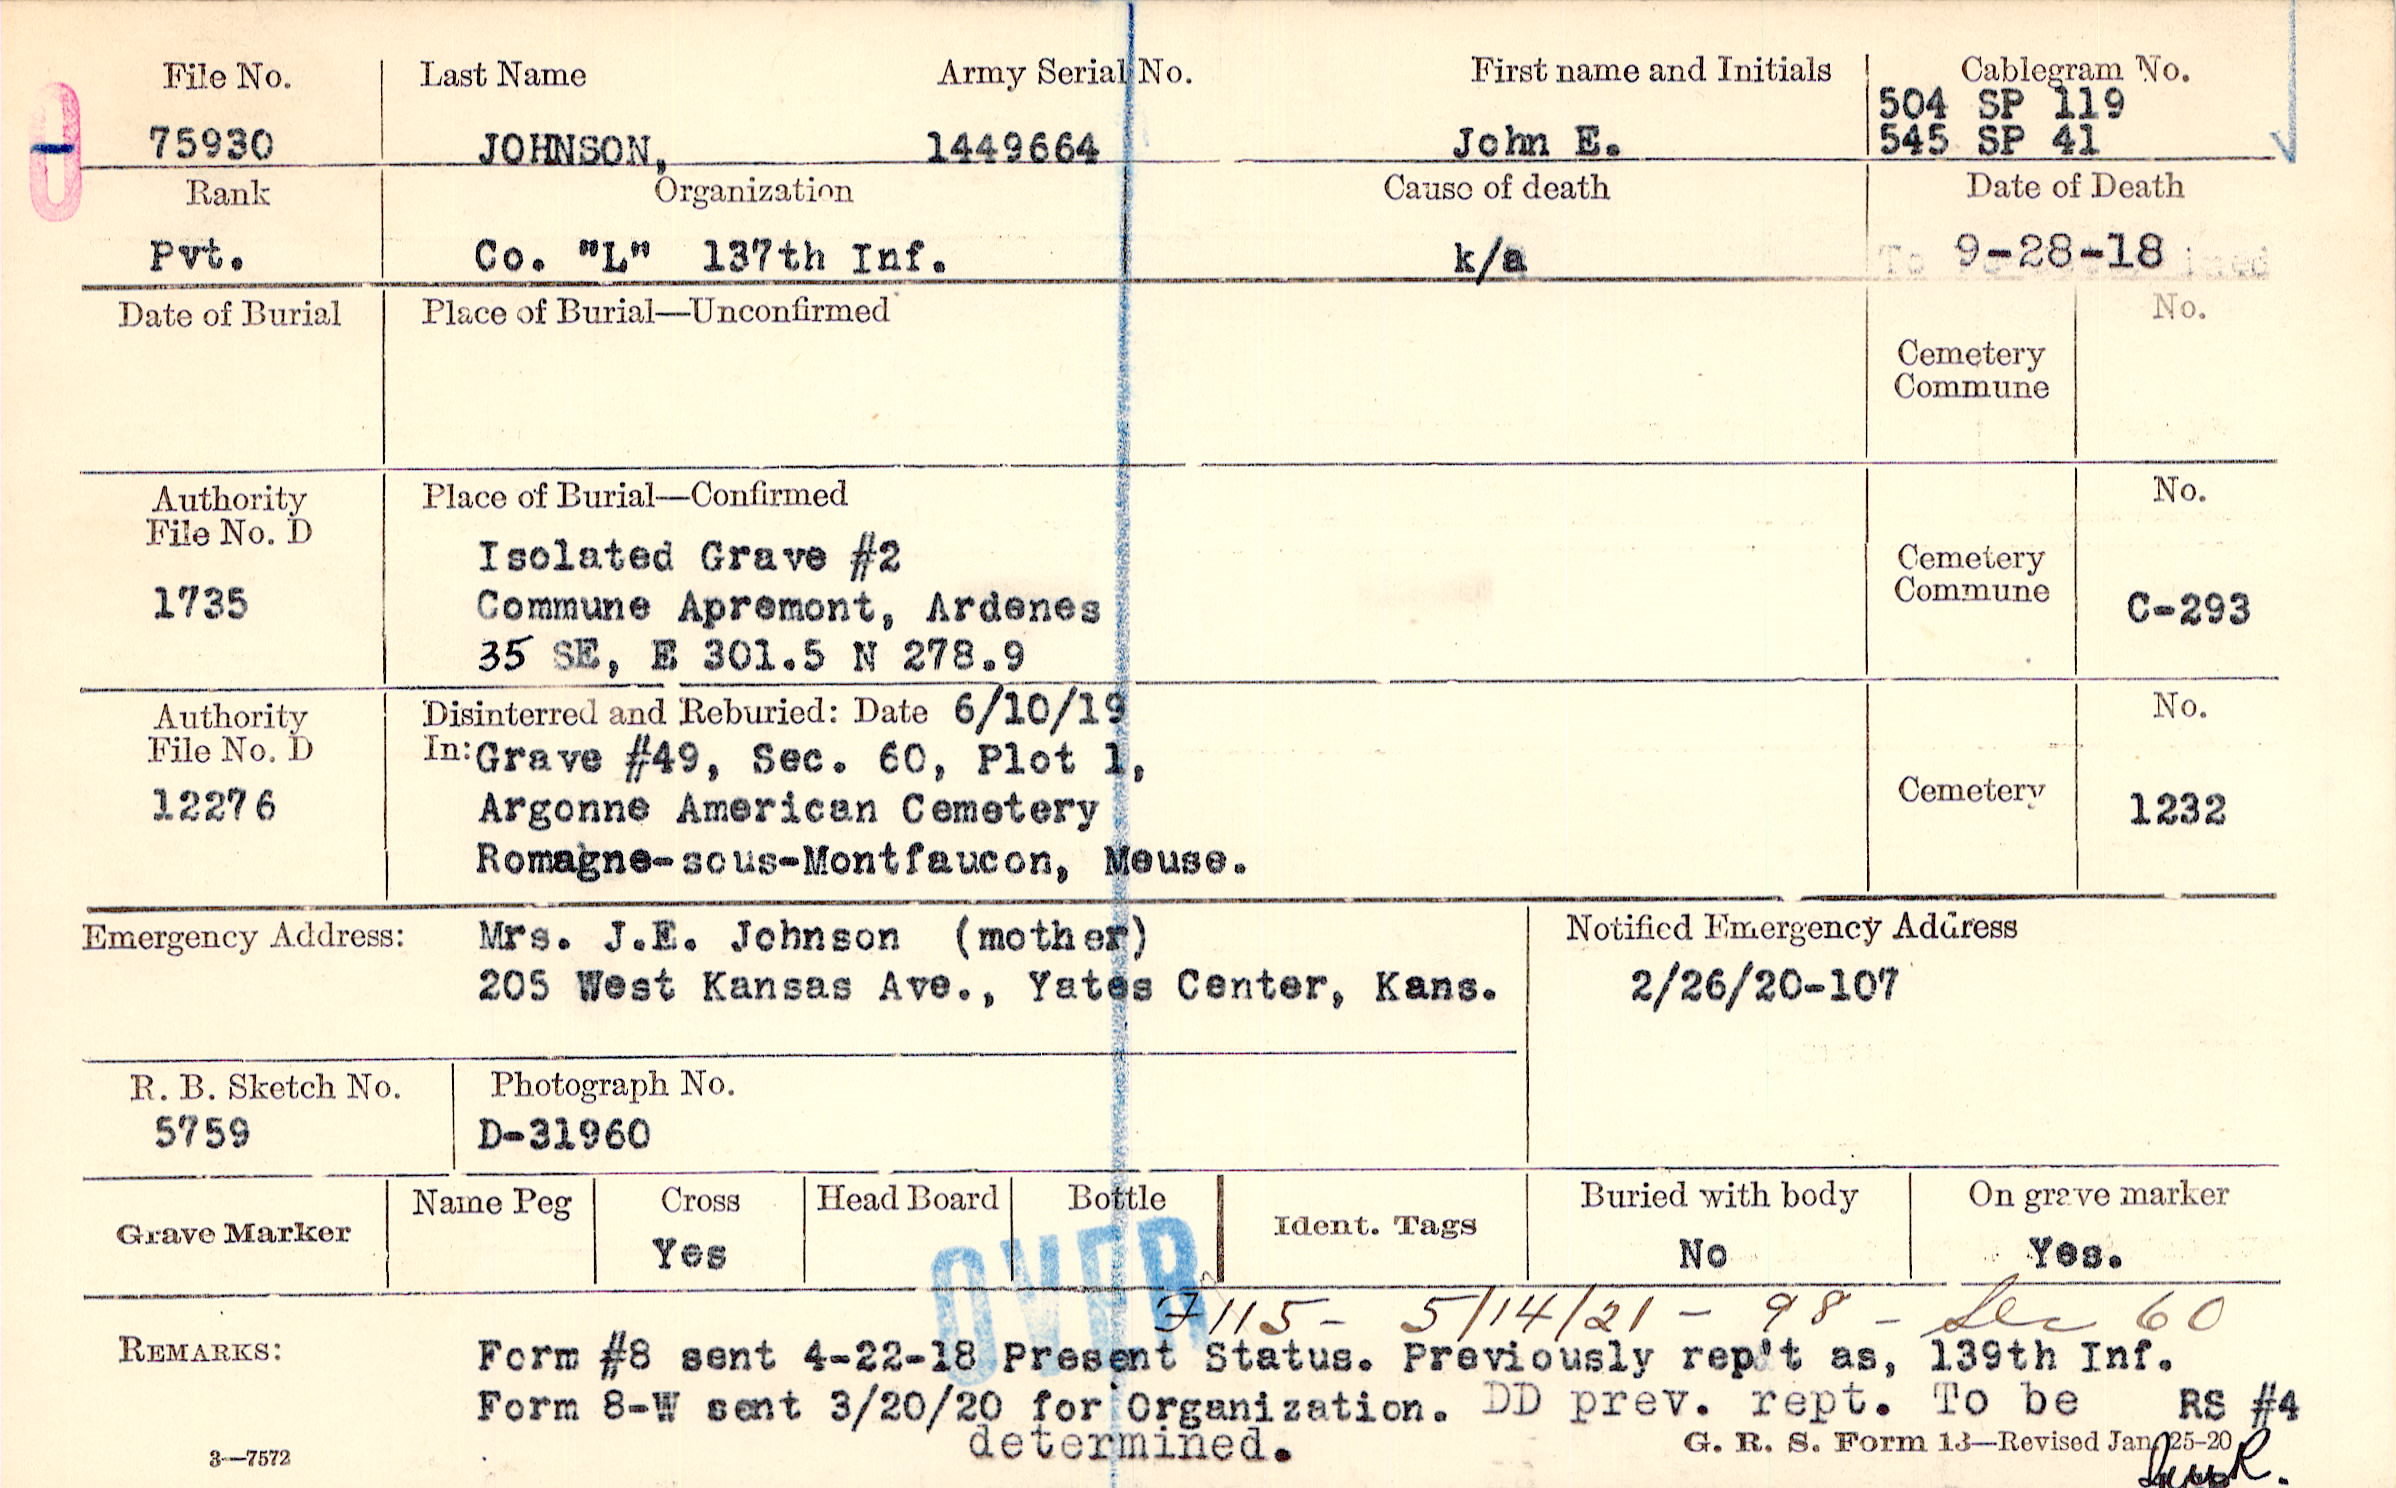 File No. Last Name Army Serial No. First name and Initials Cablegram No.
504 SP 119
75930 JOHNSON, 1449664 John E. 545 SP 41
Rank Organization Cause of death Date of Death
Pvt. Co. "L" 137th Inf. k/a 9-28-18
Date of Burial Place of Burial—Unconfirmed No.
Cemetery
Commune
Authority Place of Burial—Confirmed No.
File No. D
Isolated Grave #2 Cemetery
1735 Commune Apremont, Ardenes Commune C-293
35 SE, E 301.5 N 278.9
Authority Disinterred and Reburied: Date 6/10/19 No.
File No. D In: Grave #49, Sec. 60, Plot 1,
12276 Argonne American Cemetery Cemetery 1232
Romagne-sous-Montfaucon, Meuse.
Emergency Address: Mrs. J.E. Johnson (mother) Notified Emergency Address
205 West Kansas Ave., Yates Center, Kans. 2/26/20-107
R. B. Sketch No. Photograph No.
5759 D-31960
Grave Marker Name Peg Cross Head Board Bottle Ident. Tags Buried with body On grave marker
Yes No Yes.
OVER
7115- 5/14/21 - 98 - Sec 60
REMARKS: Form #8 sent 4-22-18 Present Status. Previously rep't as, 139th Inf.
Form 8-W sent 3/20/20 for Organization. DD prev. rept. To be RS #4
determined.
3—7572 G. R. S. Form 13—Revised Jan. 25-20